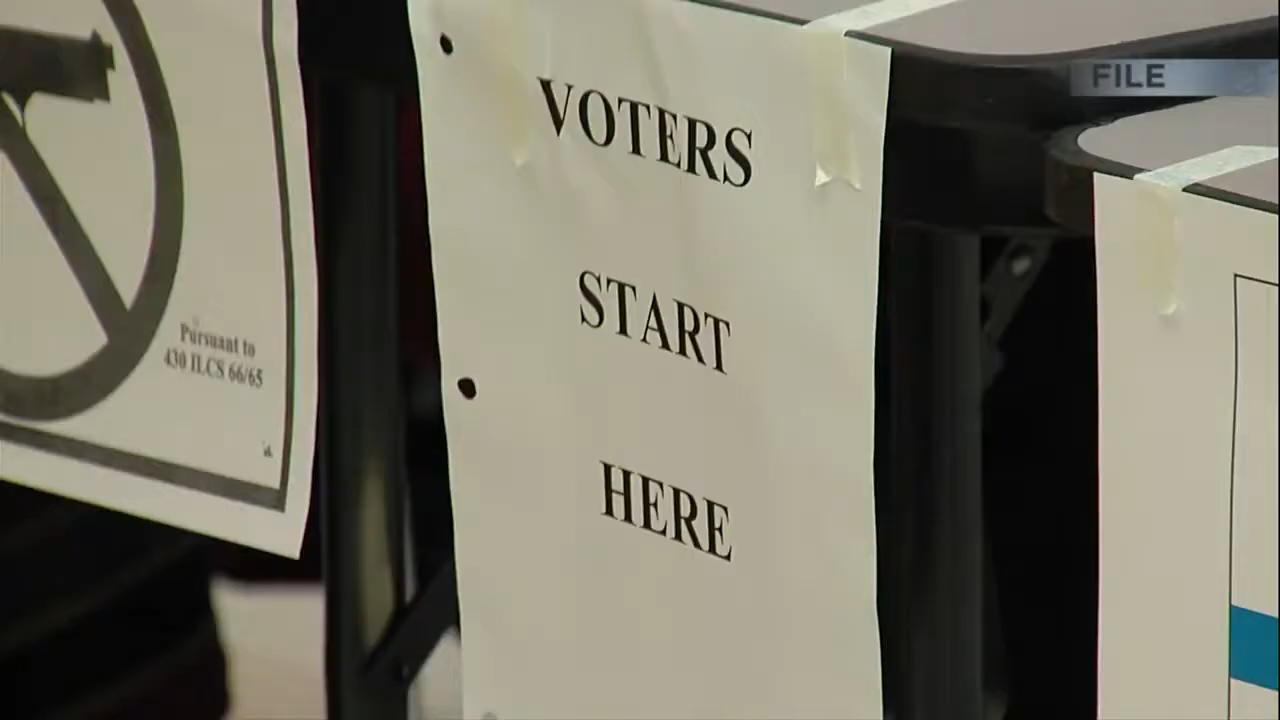 FILE
VOTERS
START
HERE
Pursuant to
430 ILCS 66/65